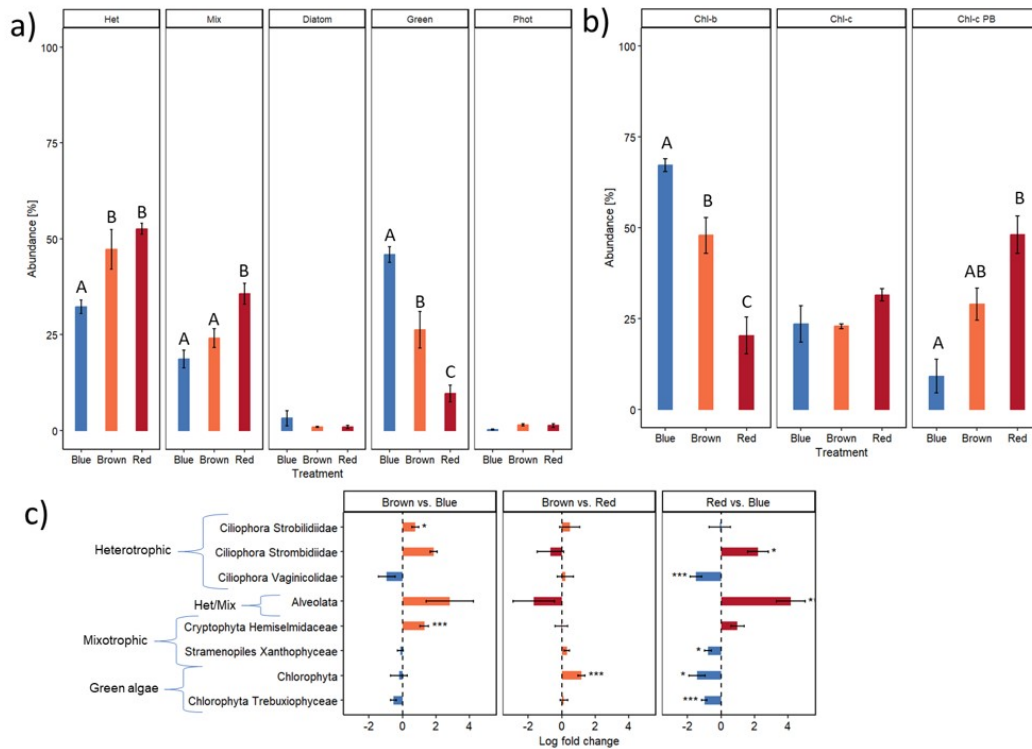 a)
Het Mix Diatom Green Phot
100
75
50
25
0
Abundance [%]
A B B
A A B
A B C
Blue Brown Red Blue Brown Red Blue Brown Red Blue Brown Red Blue Brown Red
Treatment
b)
Chl-b Chl-c Chl-c PB
100
75
50
25
0
Abundance [%]
A B C
A AB B
Blue Brown Red Blue Brown Red Blue Brown Red
Treatment
c)
Brown vs. Blue Brown vs. Red Red vs. Blue
Heterotrophic
Het/Mix
Mixotrophic
Green algae
Ciliophora Strobilidiidae *
Ciliophora Strombidiidae *
Ciliophora Vaginicolidae ***
Alveolata **
Cryptophyta Hemiselmidaceae ***
Stramenopiles Xanthophyceae *
Chlorophyta *** *
Chlorophyta Trebuxiophyceae ***
-2 0 2 4 -2 0 2 4 -2 0 2 4
Log fold change